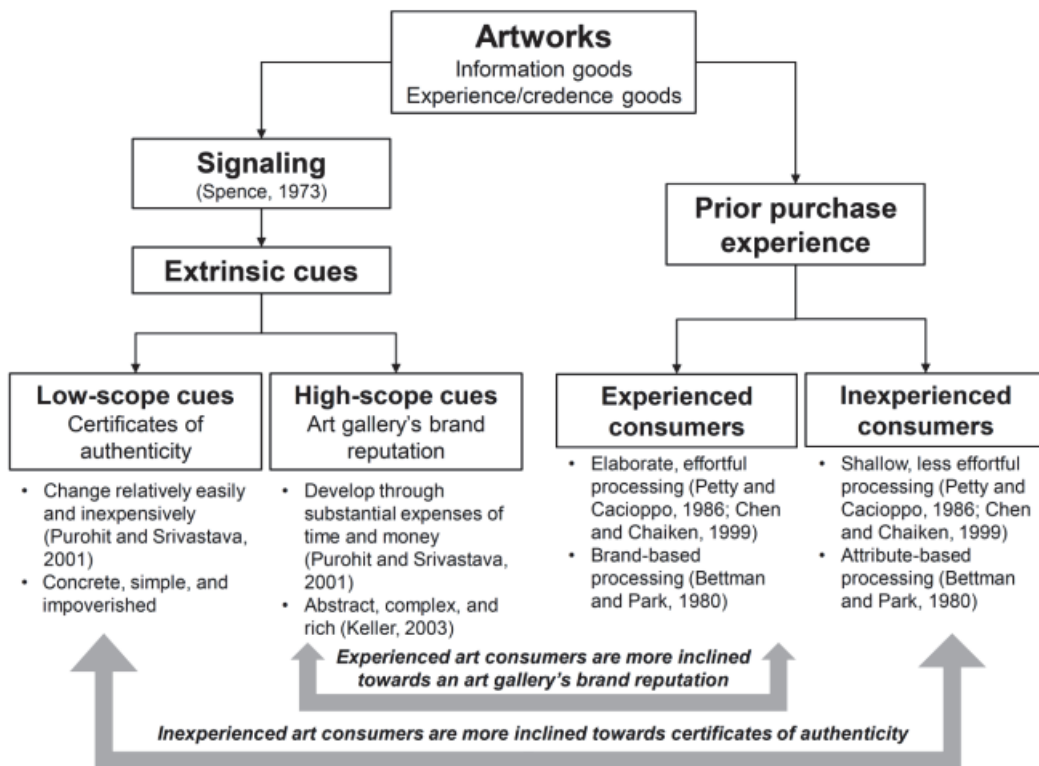 Artworks
Information goods
Experience/credence goods
Signaling
(Spence, 1973)
Extrinsic cues
Prior purchase
experience
Low-scope cues
Certificates of
authenticity
• Change relatively easily
and inexpensively
(Purohit and Srivastava,
2001)
• Concrete, simple, and
impoverished
High-scope cues
Art gallery's brand
reputation
• Develop through
substantial expenses of
time and money
(Purohit and Srivastava,
2001)
• Abstract, complex, and
rich (Keller, 2003)
Experienced
consumers
• Elaborate, effortful
processing (Petty and
Cacioppo, 1986; Chen
and Chaiken, 1999)
• Brand-based
processing (Bettman
and Park, 1980)
Inexperienced
consumers
• Shallow, less effortful
processing (Petty and
Cacioppo, 1986; Chen
and Chaiken, 1999)
• Attribute-based
processing (Bettman
and Park, 1980)
Experienced art consumers are more inclined
towards an art gallery's brand reputation
Inexperienced art consumers are more inclined towards certificates of authenticity